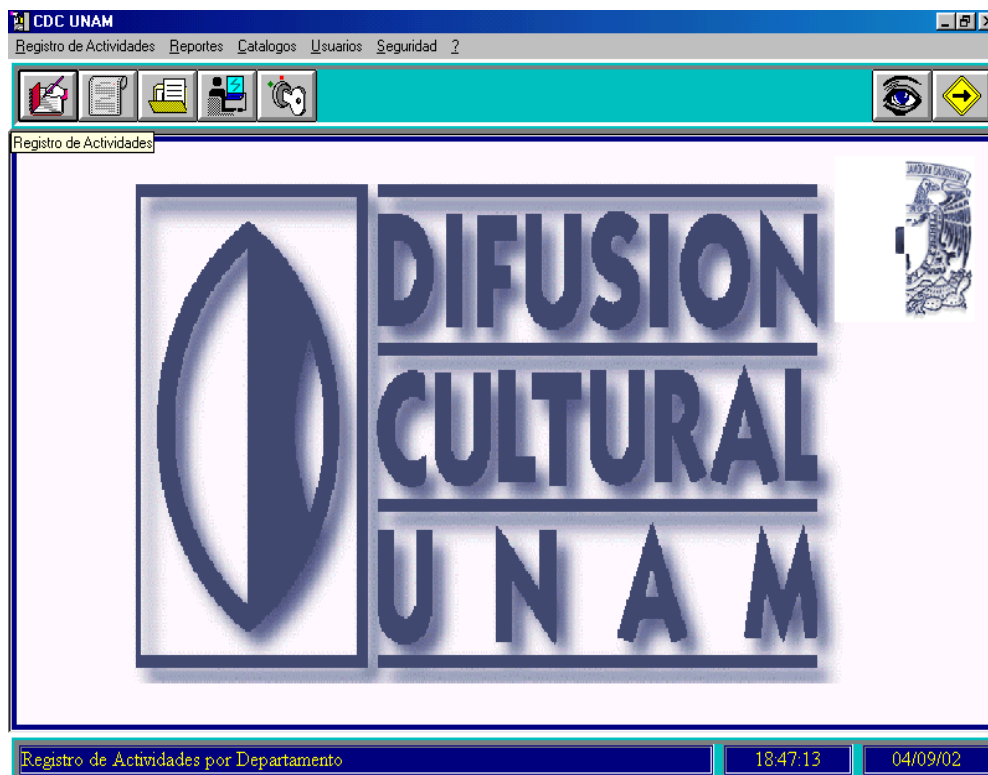 CDC UNAM
Registro de Actividades Reportes Catalogos Usuarios Seguridad ?
Registro de Actividades
DIFUSION
CULTURAL
UNAM
Registro de Actividades por Departamento 18:47:13 04/09/02